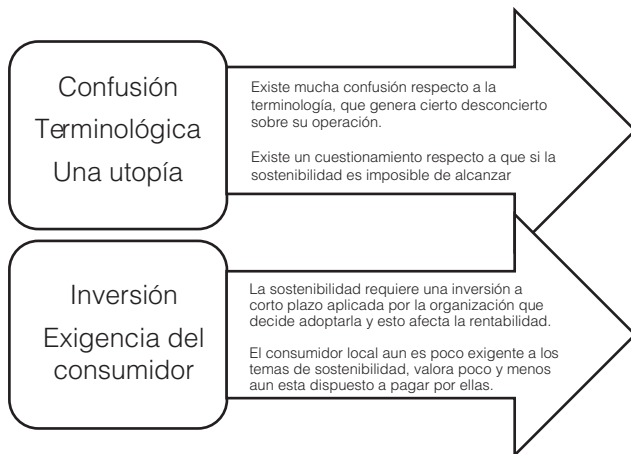 Confusión
Terminológica
Una utopía
Existe mucha confusión respecto a la
terminología, que genera cierto desconcierto
sobre su operación.
Existe un cuestionamiento respecto a que si la
sostenibilidad es imposible de alcanzar
Inversión
Exigencia del
consumidor
La sostenibilidad requiere una inversión a
corto plazo aplicada por la organización que
decide adoptarla y esto afecta la rentabilidad.
El consumidor local aun es poco exigente a los
temas de sostenibilidad, valora poco y menos
aun esta dispuesto a pagar por ellas.